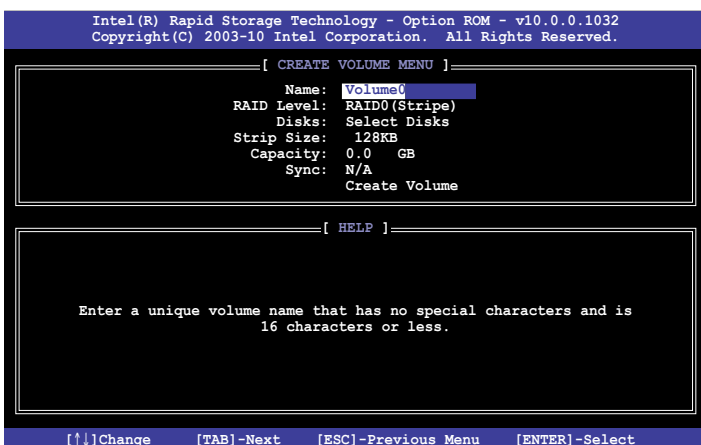 Intel(R) Rapid Storage Technology - Option ROM - v10.0.0.1032
Copyright(C) 2003-10 Intel Corporation. All Rights Reserved.
[ CREATE VOLUME MENU ]
Name: Volume0
RAID Level: RAID0(Stripe)
Disks: Select Disks
Strip Size: 128KB
Capacity: 0.0 GB
Sync: N/A
Create Volume
[ HELP ]
Enter a unique volume name that has no special characters and is
16 characters or less.
[↑↓]Change [TAB]-Next [ESC]-Previous Menu [ENTER]-Select